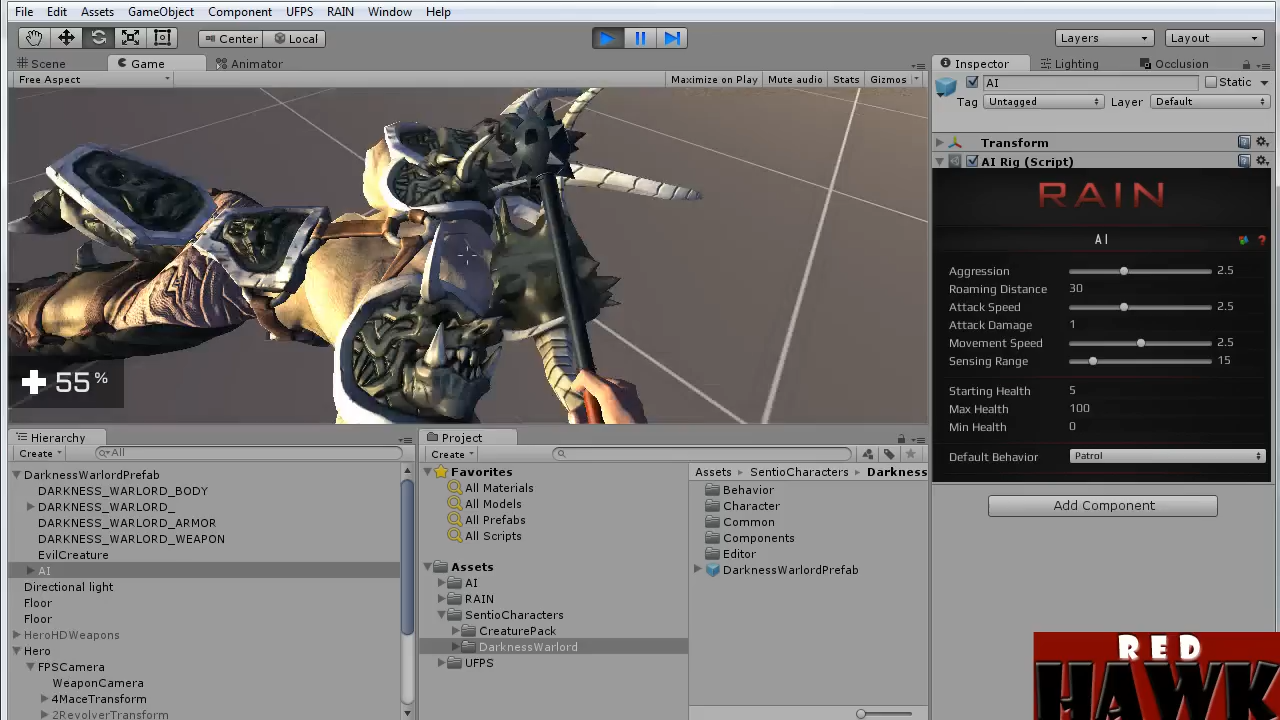 File Edit Assets GameObject Component UFPS RAIN Window Help
Center Local Layers Layout
Scene Game Animator
Free Aspect Maximize on Play Mute audio Stats Gizmos
55 %
Inspector Lighting Occlusion
AI Static
Tag Untagged Layer Default
Transform
AI Rig (Script)
RAIN
AI
Aggression 2.5
Roaming Distance 30
Attack Speed 2.5
Attack Damage 1
Movement Speed 2.5
Sensing Range 15
Starting Health 5
Max Health 100
Min Health 0
Default Behavior Patrol
Add Component
Hierarchy
Create All
DarknessWarlordPrefab
DARKNESS_WARLORD_BODY
DARKNESS_WARLORD_
DARKNESS_WARLORD_ARMOR
DARKNESS_WARLORD_WEAPON
EvilCreature
AI
Directional light
Floor
Floor
HeroHDWeapons
Hero
FPSCamera
WeaponCamera
4MaceTransform
2RevolverTransform
Project
Create
Favorites
All Materials
All Models
All Prefabs
All Scripts
Assets
AI
RAIN
SentioCharacters
CreaturePack
DarknessWarlord
UFPS
Assets SentioCharacters Darkness
Behavior
Character
Common
Components
Editor
DarknessWarlordPrefab
RED
HAWK